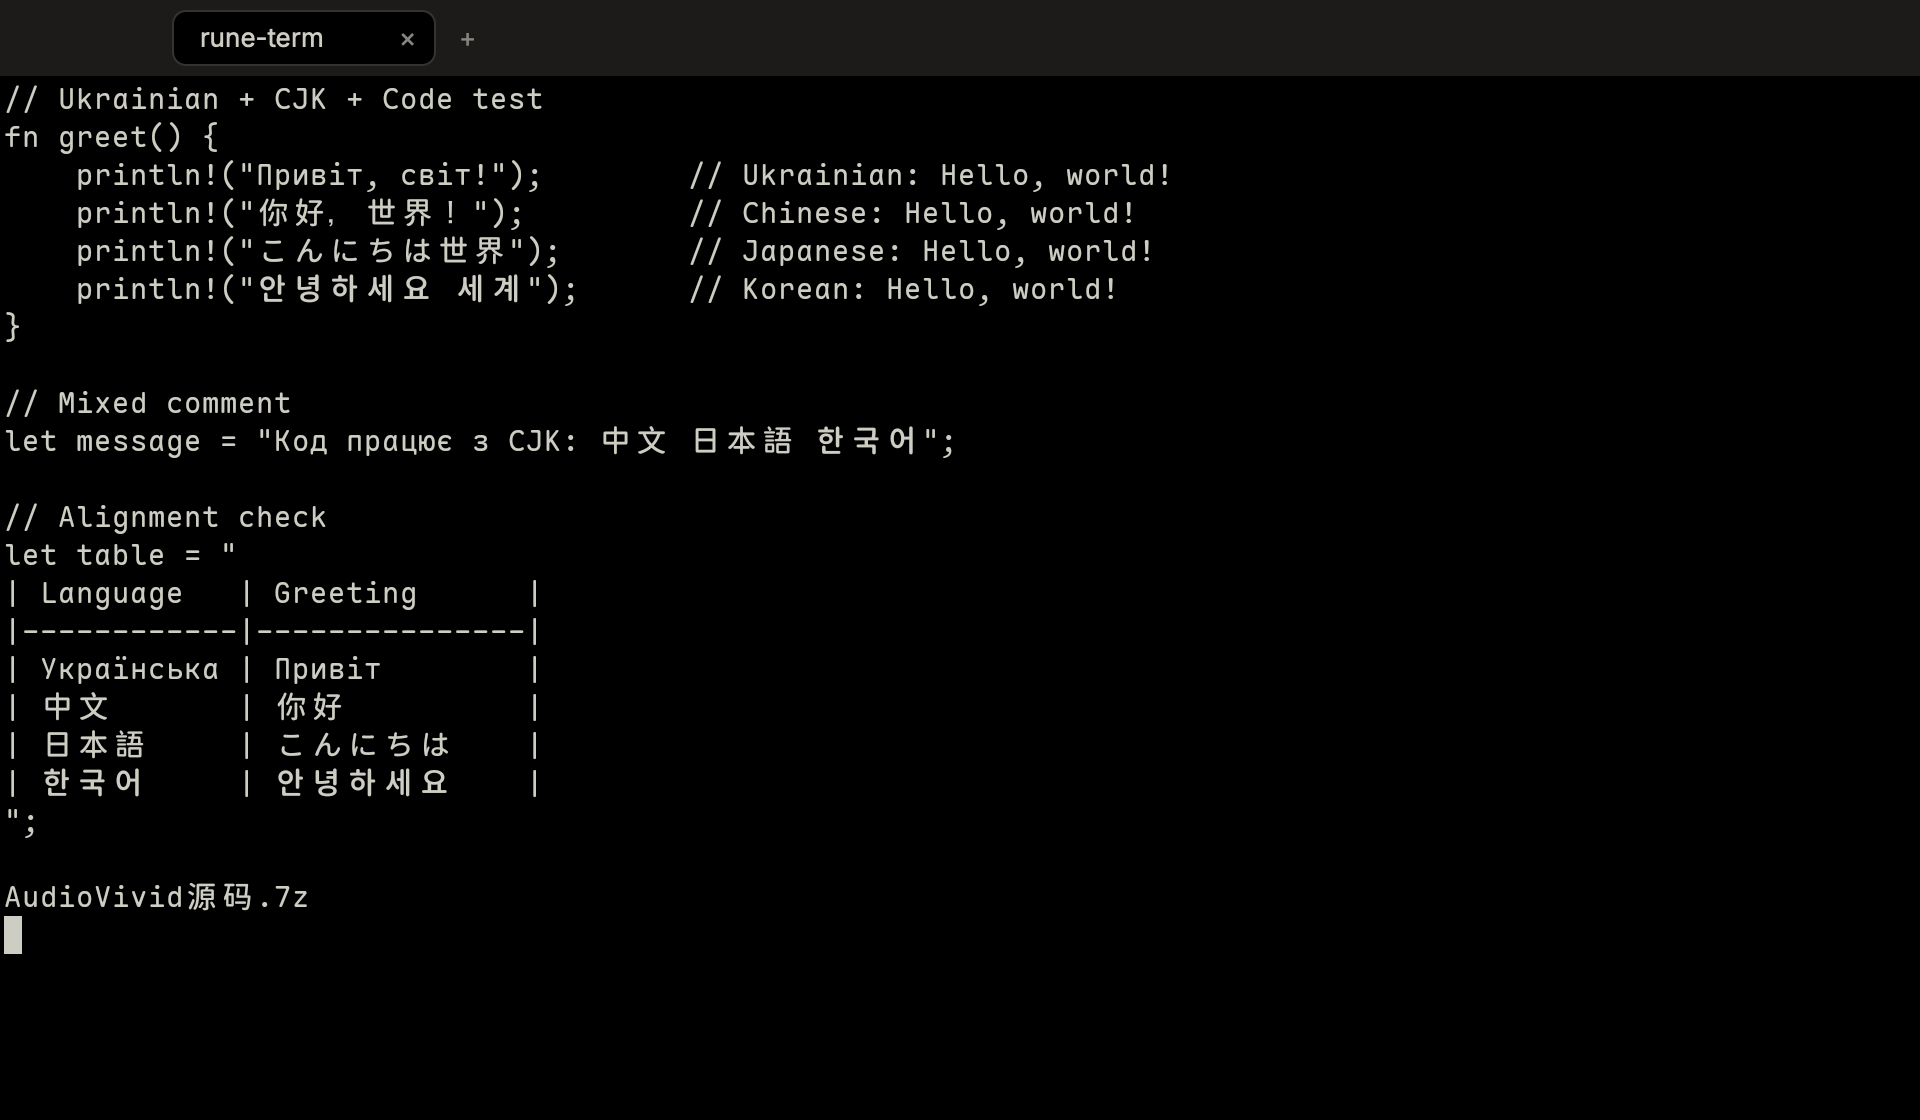 rune-term × +
// Ukrainian + CJK + Code test
fn greet() {
    println!("Привіт, світ!");        // Ukrainian: Hello, world!
    println!("你好，世界！");         // Chinese: Hello, world!
    println!("こんにちは世界");       // Japanese: Hello, world!
    println!("안녕하세요 세계");      // Korean: Hello, world!
}

// Mixed comment
let message = "Код працює з CJK: 中文 日本語 한국어";

// Alignment check
let table = "
| Language   | Greeting      |
|------------|---------------|
| Українська | Привіт        |
| 中文       | 你好          |
| 日本語     | こんにちは    |
| 한국어     | 안녕하세요    |
";

AudioVivid源码.7z